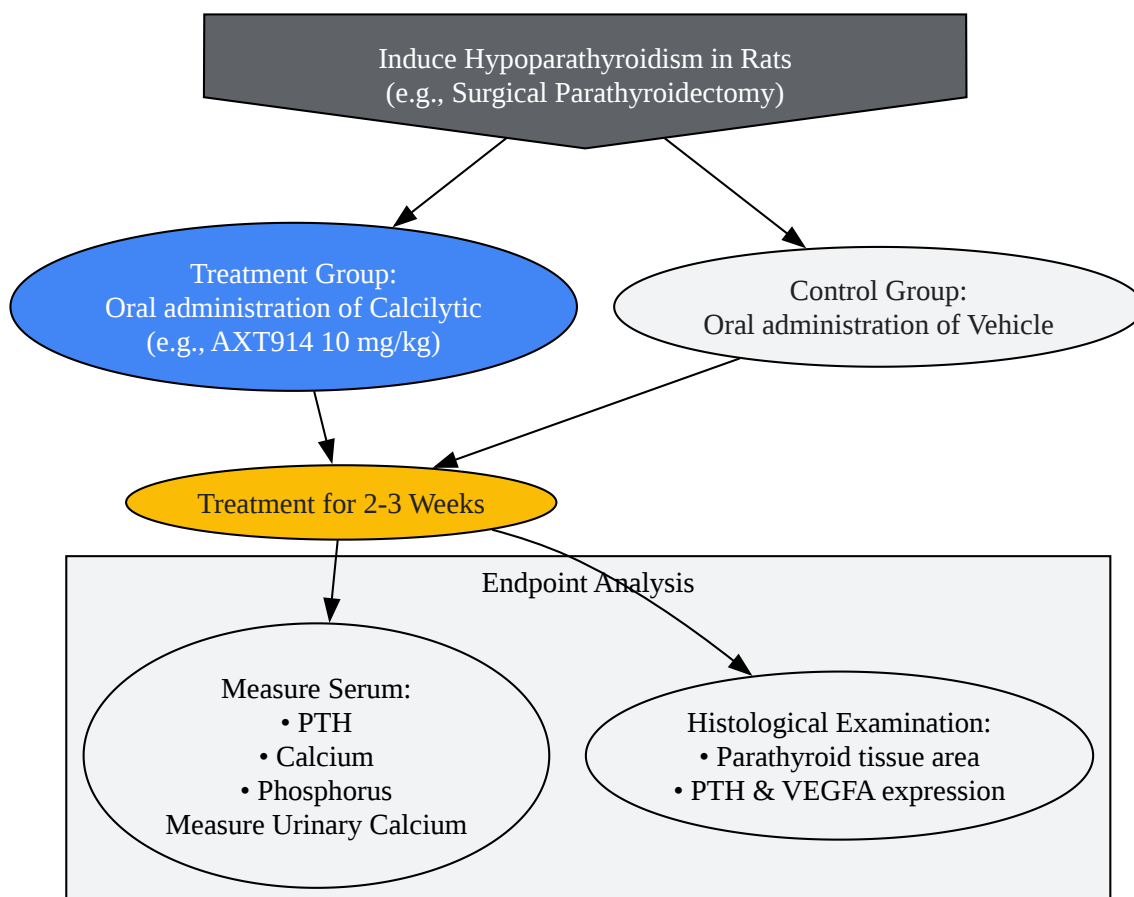 Induce Hypoparathyroidism in Rats
(e.g., Surgical Parathyroidectomy)
Treatment Group:
Oral administration of Calcilytic
(e.g., AXT914 10 mg/kg)
Control Group:
Oral administration of Vehicle
Treatment for 2-3 Weeks
Endpoint Analysis
Measure Serum:
• PTH
• Calcium
• Phosphorus
Measure Urinary Calcium
Histological Examination:
• Parathyroid tissue area
• PTH & VEGFA expression